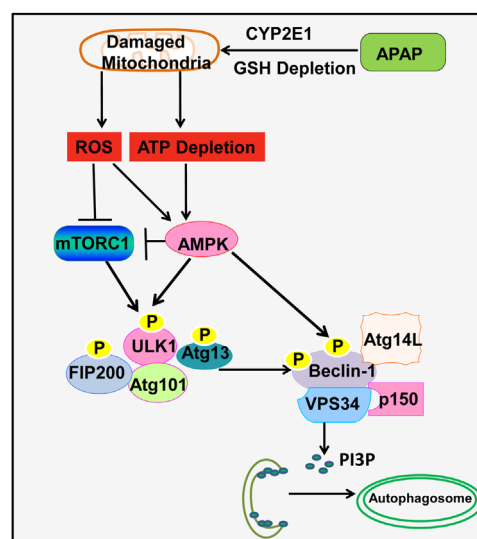 Damaged
Mitochondria
CYP2E1
GSH Depletion
APAP
ROS
ATP Depletion
mTORC1
AMPK
P
P
P
P
P
ULK1
Atg13
FIP200
Atg101
Atg14L
Beclin-1
VPS34
p150
PI3P
Autophagosome